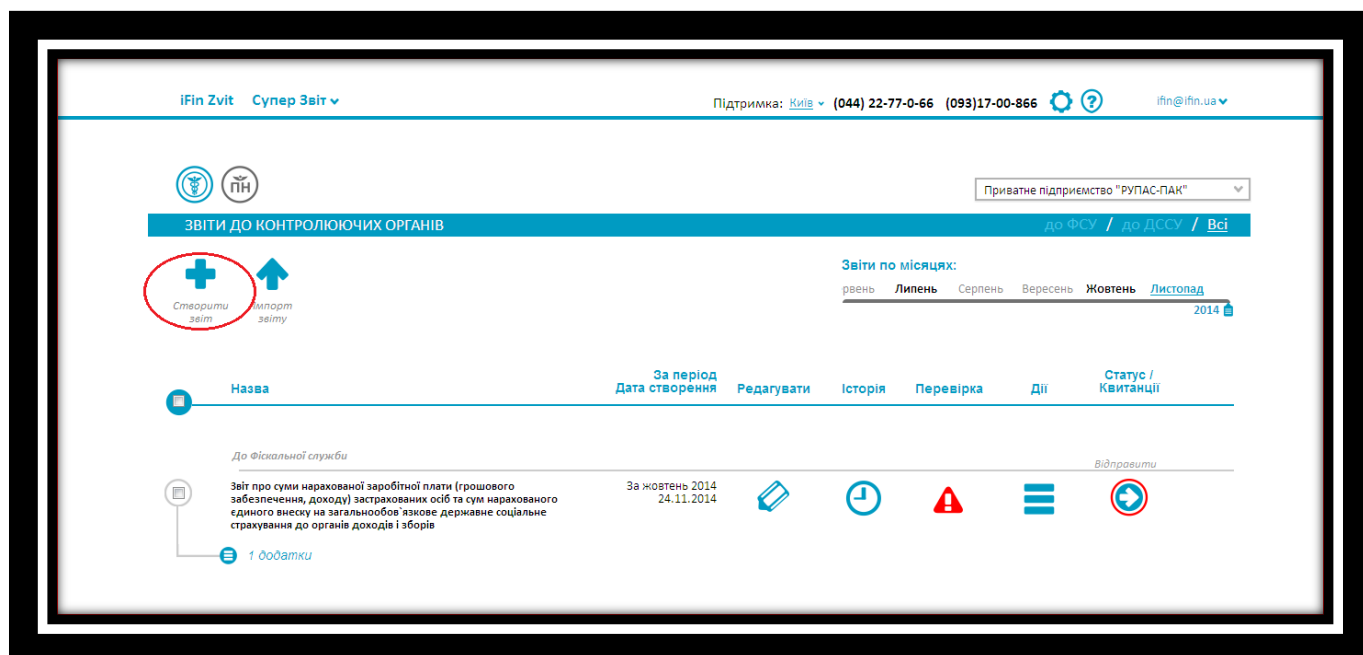 iFin Zvit Супер Звіт
Підтримка: Київ (044) 22-77-0-66 (093)17-00-866 ? ifin@ifin.ua
ПН
Приватне підприємство "РУПАС-ПАК"
ЗВІТИ ДО КОНТРОЛЮЮЧИХ ОРГАНІВ
до ФСУ / до ДССУ / Всі
Створити
звіт
Імпорт
звіту
Звіти по місяцях:
рвень Липень Серпень Вересень Жовтень Листопад
2014
Назва
За період
Дата створення
Редагувати
Історія
Перевірка
Дії
Статус /
Квитанції
До Фіскальної служби
Відправити
Звіт про суми нарахованої заробітної плати (грошового
забезпечення, доходу) застрахованих осіб та сум нарахованого
єдиного внеску на загальнообов`язкове державне соціальне
страхування до органів доходів і зборів
За жовтень 2014
24.11.2014
1 додатки